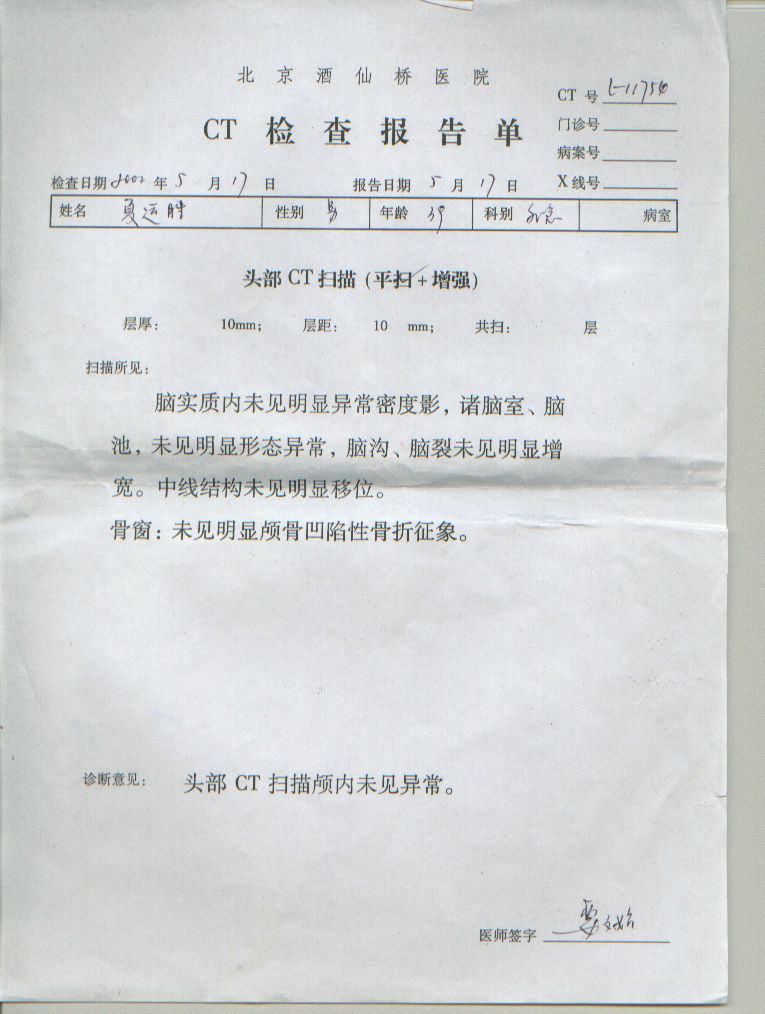 北京酒仙桥医院
CT 号
CT 检查报告单
门诊号
病案号
检查日期 2002 年 5 月 17 日 报告日期 5 月 17 日 X 线号
姓名 夏运胜 性别 男 年龄 39 科别 外急 病室
头部 CT 扫描 (平扫 + 增强)
层厚: 10mm; 层距: 10 mm; 共扫: 层
扫描所见:
脑实质内未见明显异常密度影, 诸脑室、脑
池, 未见明显形态异常, 脑沟、脑裂未见明显增
宽。中线结构未见明显移位。
骨窗: 未见明显颅骨凹陷性骨折征象。
诊断意见: 头部 CT 扫描颅内未见异常。
医师签字